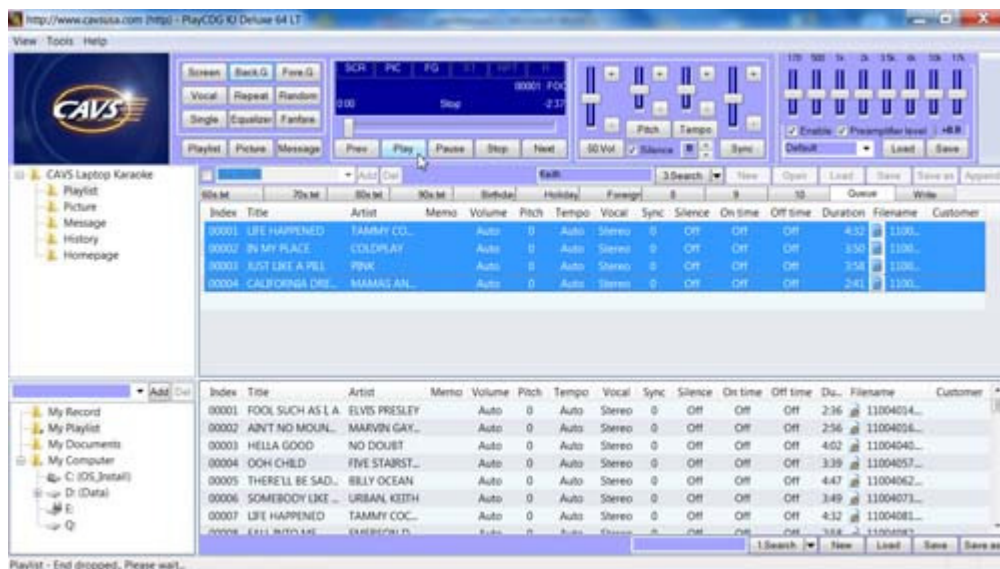 http://www.cavsusa.com (http) - PlayCDG KJ Deluxe 64 LT
View Tools Help
CAVS
Screen Back.G Fore.G
Vocal Repeat Random
Single Equalizer Fanfare
Playlist Picture Message
SCR PIC FG
00001 FOO
0:00 Stop -2:37
Prev Play Pause Stop Next
Pitch Tempo
50 Vol Silence Sync
Enable Preamplifier level
Default Load Save
CAVS Laptop Karaoke
Playlist
Picture
Message
History
Homepage
Add Del Keith 3.Search New Open Load Save Save as Append
60s.txt 70s.txt 80s.txt 90s.txt Birthday Holiday Foreign 8 9 10 Queue Write
Index Title Artist Memo Volume Pitch Tempo Vocal Sync Silence On time Off time Duration Filename Customer
00001 LIFE HAPPENED TAMMY CO... Auto 0 Auto Stereo 0 Off Off Off 4:32 1100...
00002 IN MY PLACE COLDPLAY Auto 0 Auto Stereo 0 Off Off Off 3:50 1100...
00003 JUST LIKE A PILL PINK Auto 0 Auto Stereo 0 Off Off Off 3:58 1100...
00004 CALIFORNIA DRE... MAMAS AN... Auto 0 Auto Stereo 0 Off Off Off 2:41 1100...
Add Del
My Record
My Playlist
My Documents
My Computer
C: (OS_Install)
D: (Data)
E:
Q:
Index Title Artist Memo Volume Pitch Tempo Vocal Sync Silence On time Off time Du... Filename Customer
00001 FOOL SUCH AS I, A ELVIS PRESLEY Auto 0 Auto Stereo 0 Off Off Off 2:36 11004014...
00002 AIN'T NO MOUN... MARVIN GAY... Auto 0 Auto Stereo 0 Off Off Off 2:56 11004016...
00003 HELLA GOOD NO DOUBT Auto 0 Auto Stereo 0 Off Off Off 4:02 11004040...
00004 OOH CHILD FIVE STAIRST... Auto 0 Auto Stereo 0 Off Off Off 3:39 11004057...
00005 THERE'LL BE SAD... BILLY OCEAN Auto 0 Auto Stereo 0 Off Off Off 4:47 11004062...
00006 SOMEBODY LIKE ... URBAN, KEITH Auto 0 Auto Stereo 0 Off Off Off 3:49 11004073...
00007 LIFE HAPPENED TAMMY COC... Auto 0 Auto Stereo 0 Off Off Off 4:32 11004081...
1.Search New Load Save Save as
Playlist - End dropped.. Please wait..